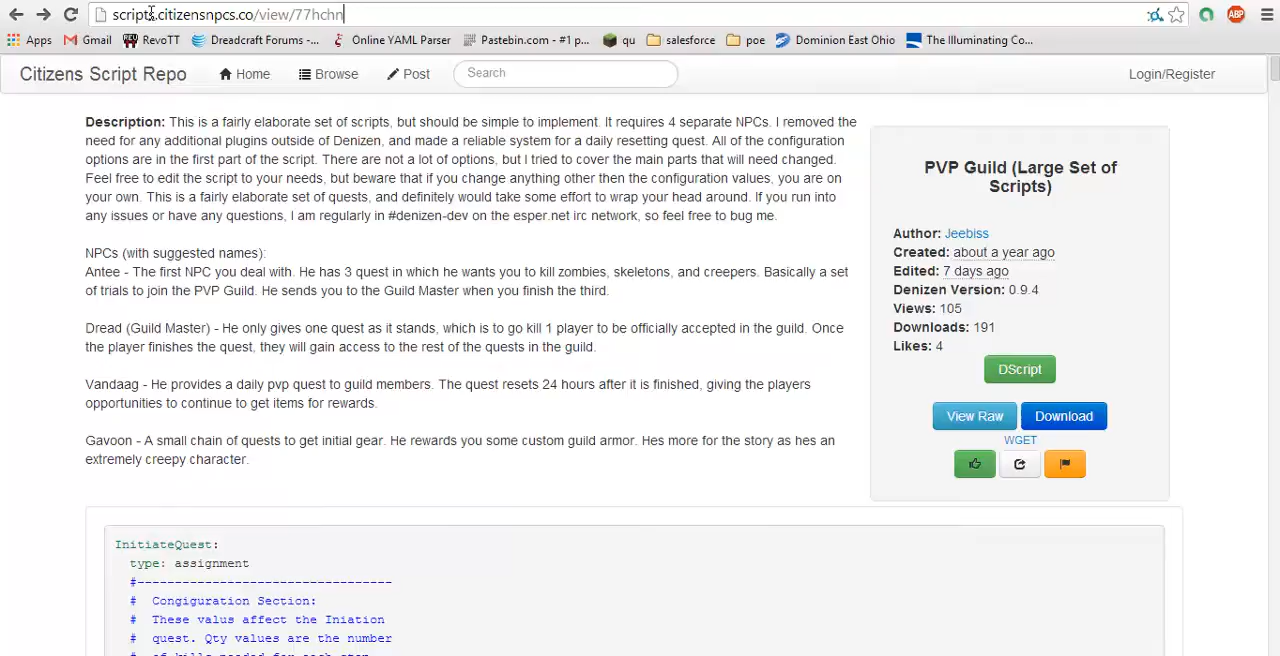 scripts.citizensnpcs.co/view/77hchn
ABP
Apps Gmail RevoTT Dreadcraft Forums -... Online YAML Parser Pastebin.com - #1 p... qu salesforce poe Dominion East Ohio The Illuminating Co...
Citizens Script Repo Home Browse Post Search Login/Register
Description: This is a fairly elaborate set of scripts, but should be simple to implement. It requires 4 separate NPCs. I removed the
need for any additional plugins outside of Denizen, and made a reliable system for a daily resetting quest. All of the configuration
options are in the first part of the script. There are not a lot of options, but I tried to cover the main parts that will need changed.
Feel free to edit the script to your needs, but beware that if you change anything other then the configuration values, you are on
your own. This is a fairly elaborate set of quests, and definitely would take some effort to wrap your head around. If you run into
any issues or have any questions, I am regularly in #denizen-dev on the esper.net irc network, so feel free to bug me.
NPCs (with suggested names):
Antee - The first NPC you deal with. He has 3 quest in which he wants you to kill zombies, skeletons, and creepers. Basically a set
of trials to join the PVP Guild. He sends you to the Guild Master when you finish the third.
Dread (Guild Master) - He only gives one quest as it stands, which is to go kill 1 player to be officially accepted in the guild. Once
the player finishes the quest, they will gain access to the rest of the quests in the guild.
Vandaag - He provides a daily pvp quest to guild members. The quest resets 24 hours after it is finished, giving the players
opportunities to continue to get items for rewards.
Gavoon - A small chain of quests to get initial gear. He rewards you some custom guild armor. Hes more for the story as hes an
extremely creepy character.
PVP Guild (Large Set of
Scripts)
Author: Jeebiss
Created: about a year ago
Edited: 7 days ago
Denizen Version: 0.9.4
Views: 105
Downloads: 191
Likes: 4
DScript
View Raw Download
WGET
InitiateQuest:
type: assignment
#----------------------------------
# Congiguration Section:
# These valus affect the Iniation
# quest. Qty values are the number
# of kills needed for each step